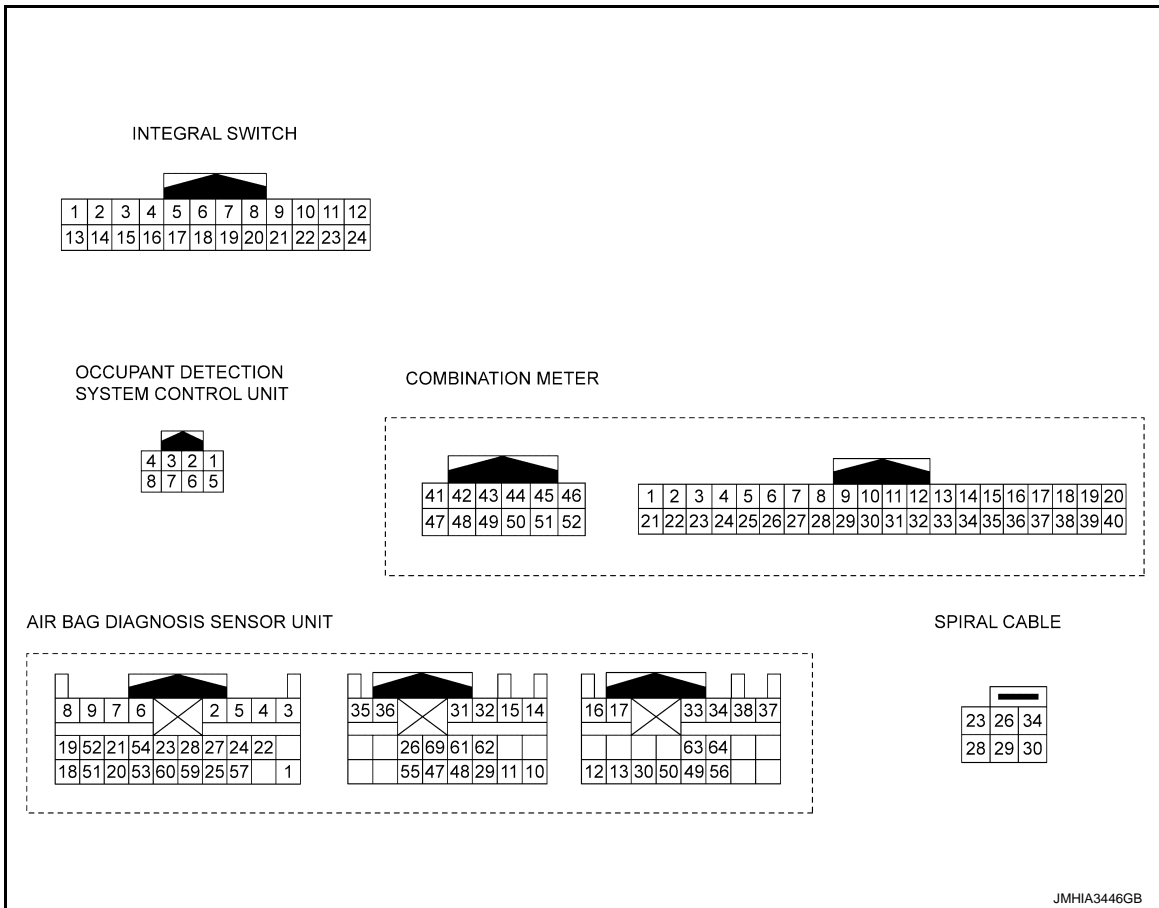 INTEGRAL SWITCH
1 2 3 4 5 6 7 8 9 10 11 12
13 14 15 16 17 18 19 20 21 22 23 24
OCCUPANT DETECTION
SYSTEM CONTROL UNIT
4 3 2 1
8 7 6 5
COMBINATION METER
41 42 43 44 45 46
47 48 49 50 51 52
1 2 3 4 5 6 7 8 9 10 11 12 13 14 15 16 17 18 19 20
21 22 23 24 25 26 27 28 29 30 31 32 33 34 35 36 37 38 39 40
AIR BAG DIAGNOSIS SENSOR UNIT
8 9 7 6 2 5 4 3
19 52 21 54 23 28 27 24 22
18 51 20 53 60 59 25 57 1
35 36 31 32 15 14
26 69 61 62
55 47 48 29 11 10
16 17 33 34 38 37
63 64
12 13 30 50 49 56
SPIRAL CABLE
23 26 34
28 29 30
JMHIA3446GB